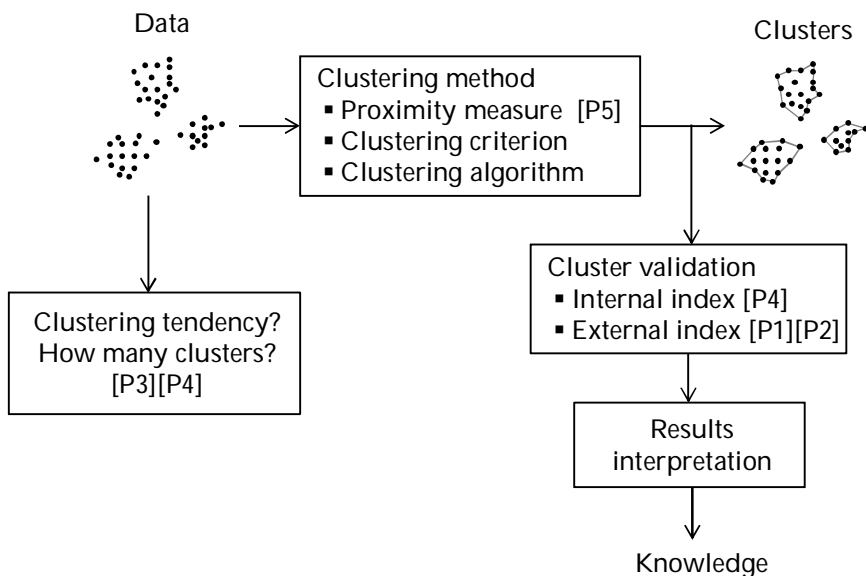 Data
Clusters
Clustering method
▪ Proximity measure [P5]
▪ Clustering criterion
▪ Clustering algorithm
Cluster validation
▪ Internal index [P4]
▪ External index [P1][P2]
Clustering tendency?
How many clusters?
[P3][P4]
Results
interpretation
Knowledge